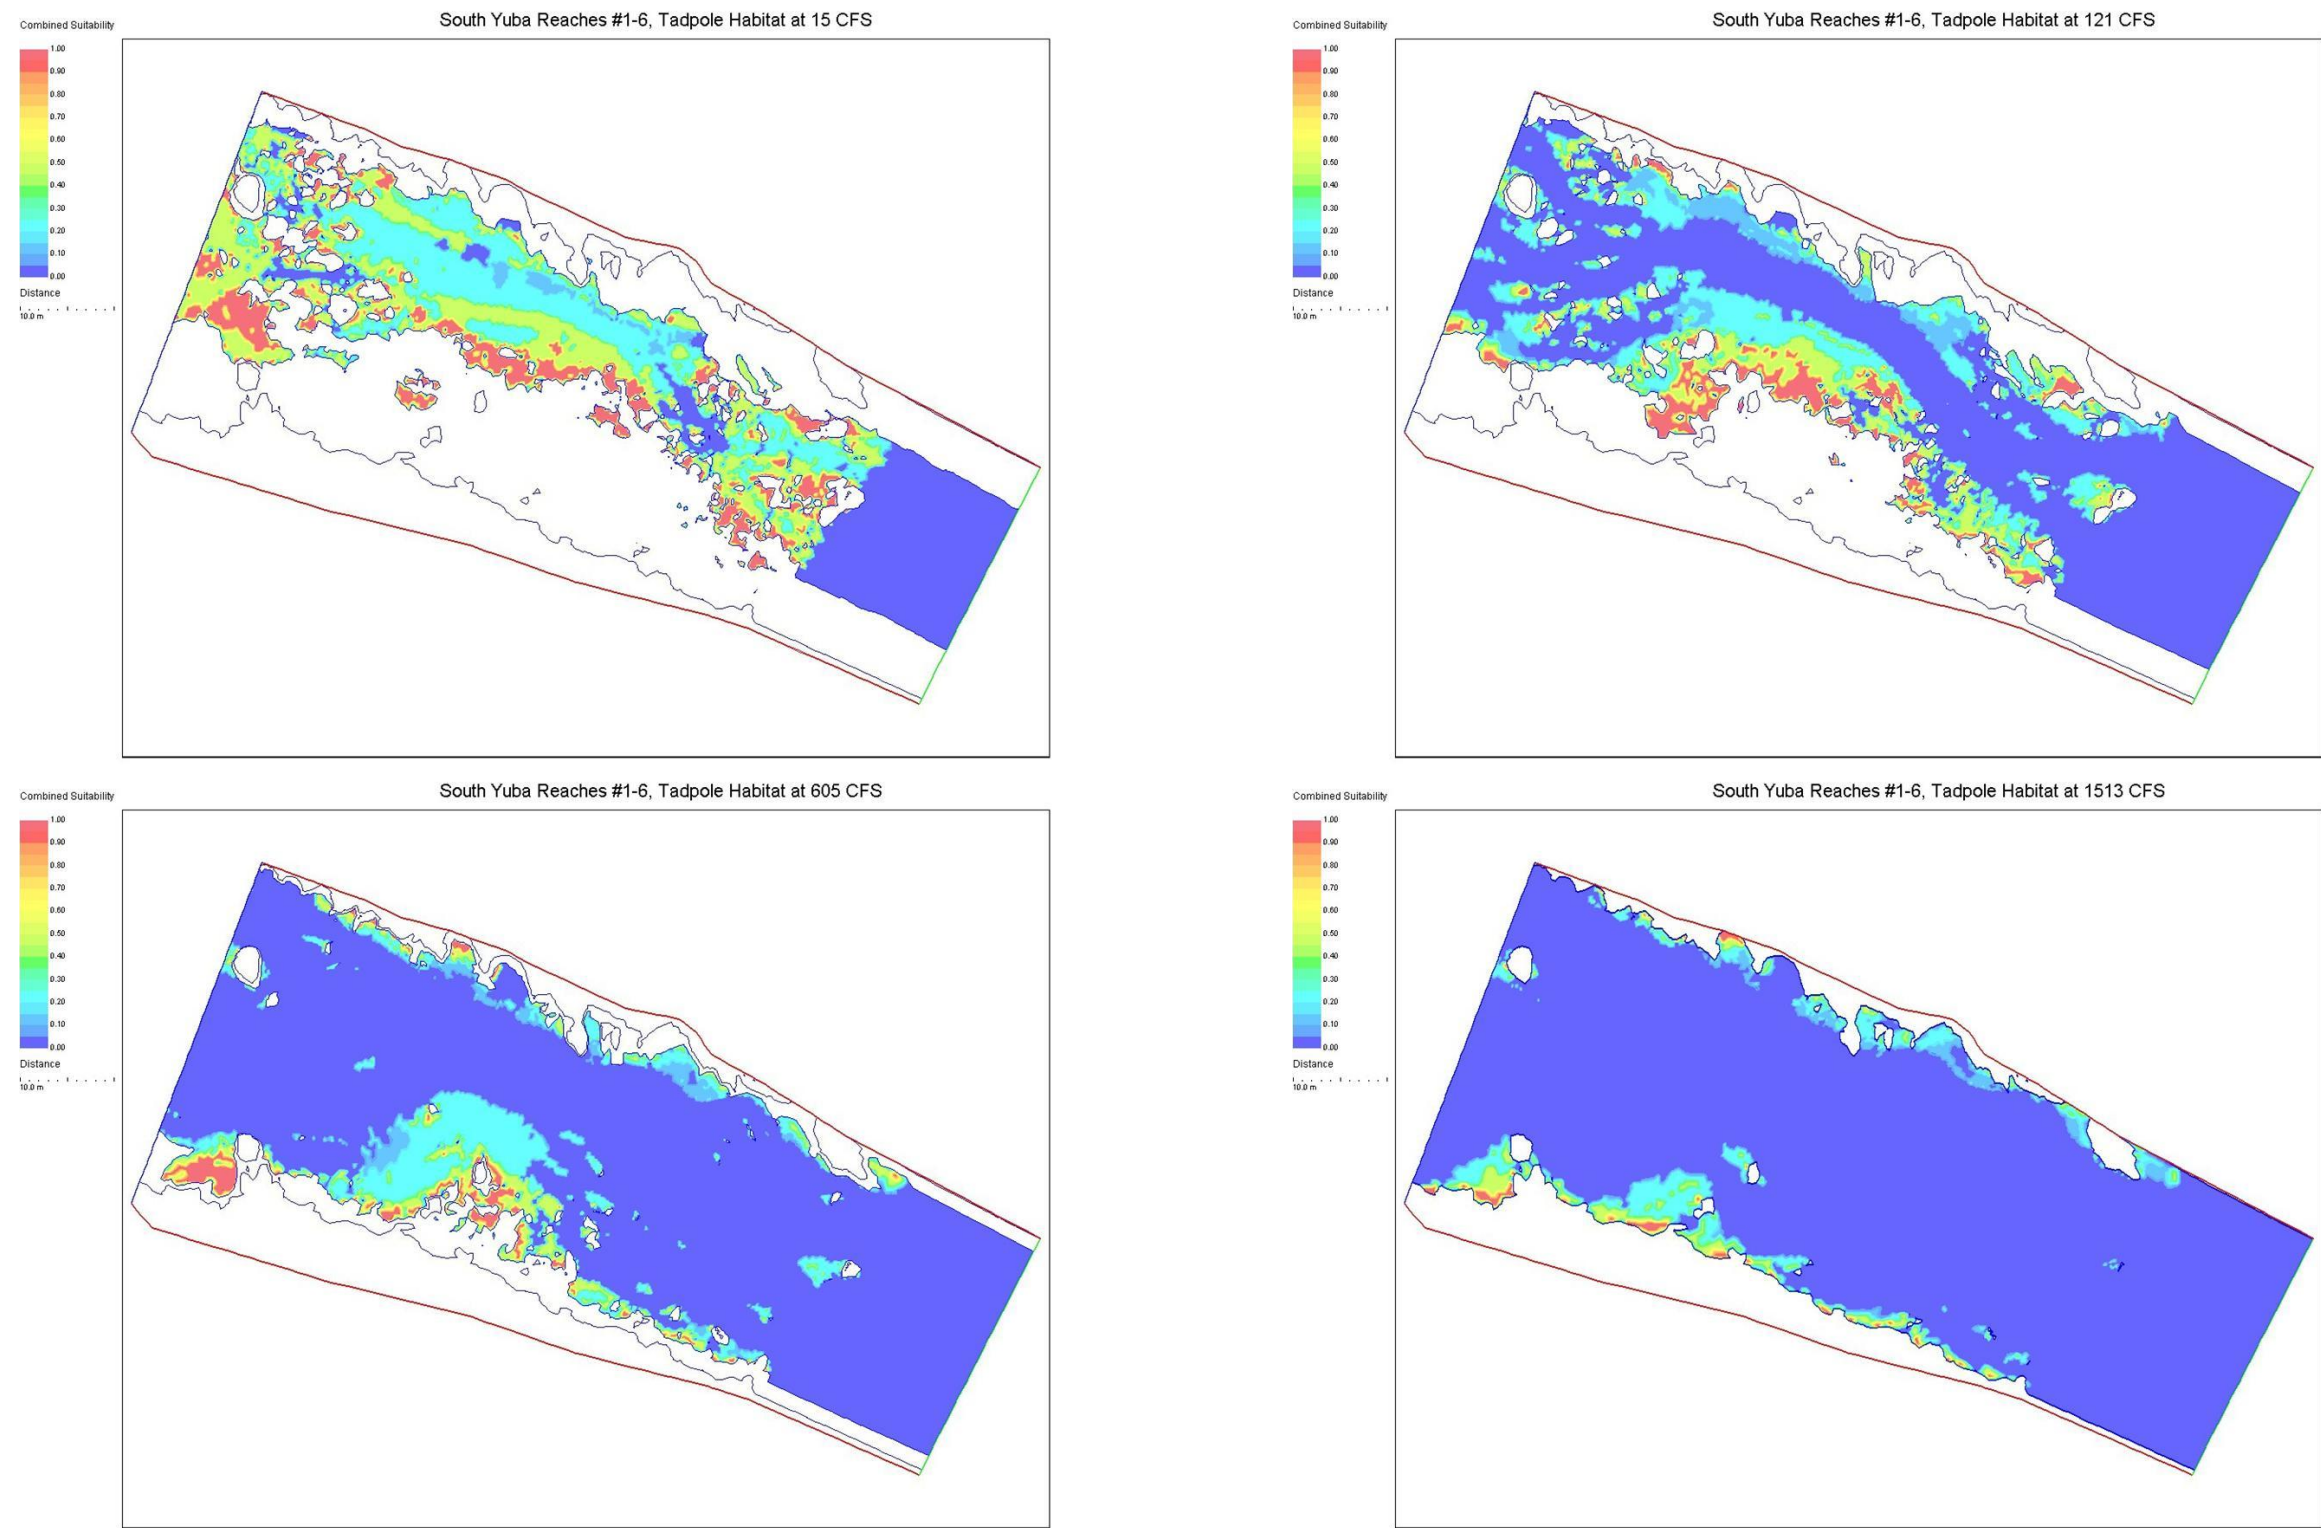 South Yuba Reaches #1-6, Tadpole Habitat at 15 CFS
Combined Suitability
1.00
0.90
0.80
0.70
0.60
0.50
0.40
0.30
0.20
0.10
0.00
Distance
10.0 m
South Yuba Reaches #1-6, Tadpole Habitat at 121 CFS
Combined Suitability
1.00
0.90
0.80
0.70
0.60
0.50
0.40
0.30
0.20
0.10
0.00
Distance
10.0 m
South Yuba Reaches #1-6, Tadpole Habitat at 605 CFS
Combined Suitability
1.00
0.90
0.80
0.70
0.60
0.50
0.40
0.30
0.20
0.10
0.00
Distance
10.0 m
South Yuba Reaches #1-6, Tadpole Habitat at 1513 CFS
Combined Suitability
1.00
0.90
0.80
0.70
0.60
0.50
0.40
0.30
0.20
0.10
0.00
Distance
10.0 m